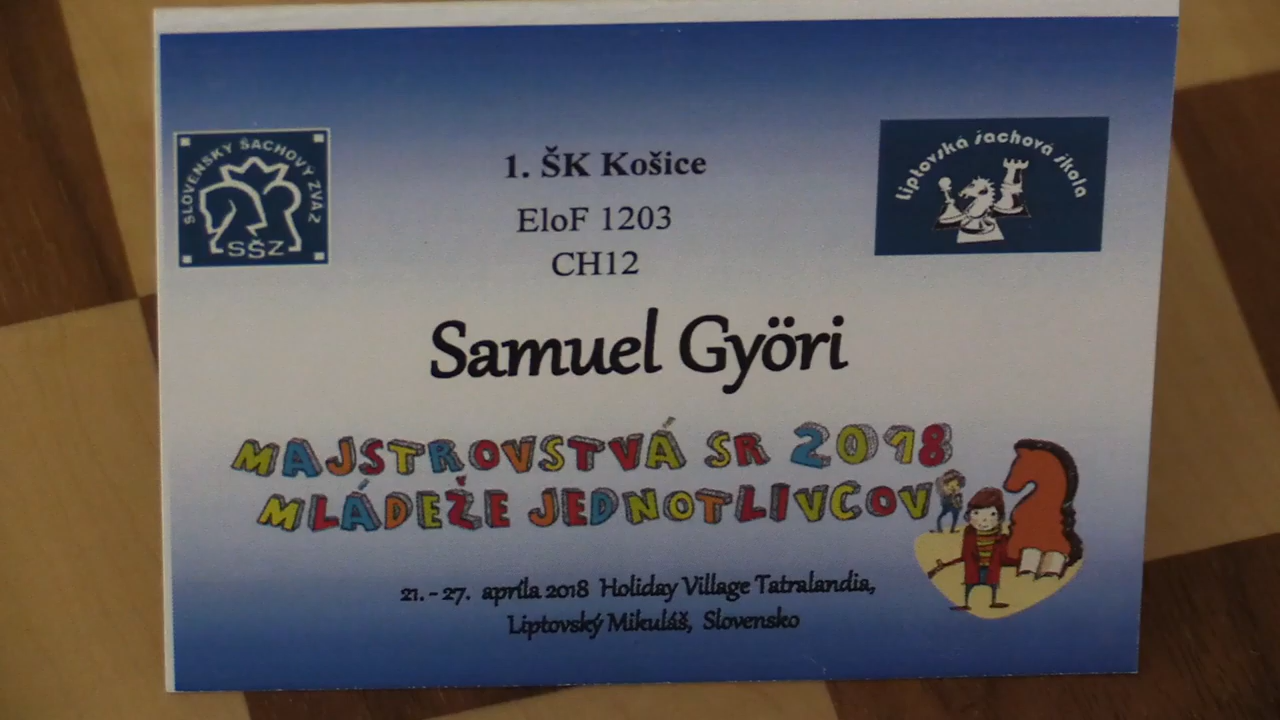 SLOVENSKÝ ŠACHOVÝ ZVÄZ
SŠZ
1. ŠK Košice
EloF 1203
CH12
Liptovská šachová škola
Samuel Györi
MAJSTROVSTVÁ SR 2018
MLÁDEŽE JEDNOTLIVCOV
21. - 27. apríla 2018 Holiday Village Tatralandia,
Liptovský Mikuláš, Slovensko